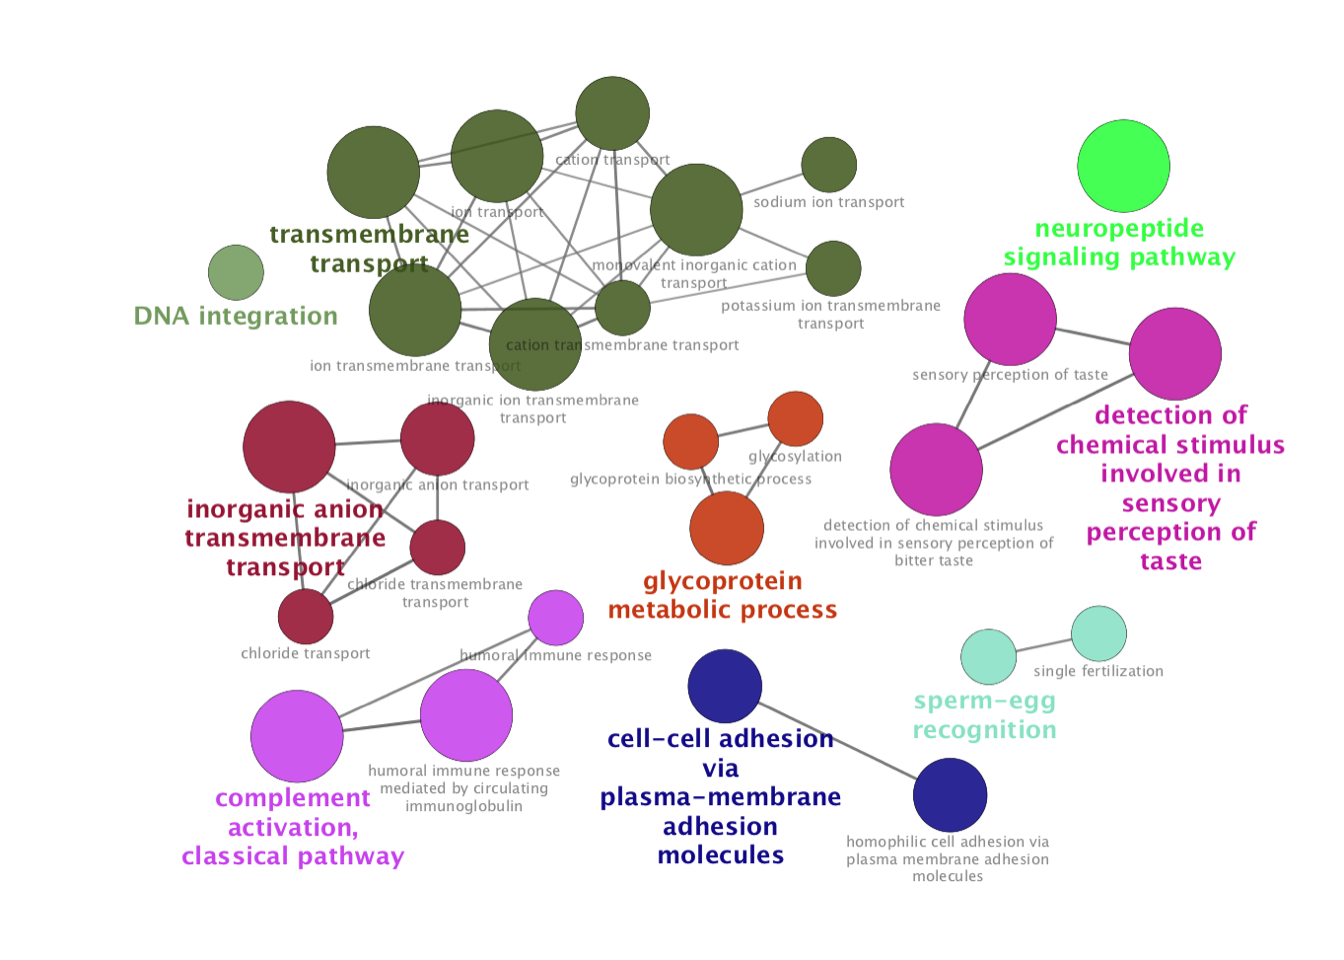 cation transport
sodium ion transport
ion transport
neuropeptide
signaling pathway
transmembrane
transport
monovalent inorganic cation
transport
DNA integration
potassium ion transmembrane
transport
cation transmembrane transport
ion transmembrane transport
inorganic ion transmembrane
transport
sensory perception of taste
detection of
chemical stimulus
involved in
sensory
perception of
taste
detection of chemical stimulus
involved in sensory perception of
bitter taste
glycosylation
glycoprotein biosynthetic process
glycoprotein
metabolic process
inorganic anion transport
inorganic anion
transmembrane
transport
chloride transmembrane
transport
chloride transport
humoral immune response
humoral immune response
mediated by circulating
immunoglobulin
complement
activation,
classical pathway
cell-cell adhesion
via
plasma-membrane
adhesion
molecules
homophilic cell adhesion via
plasma membrane adhesion
molecules
single fertilization
sperm-egg
recognition